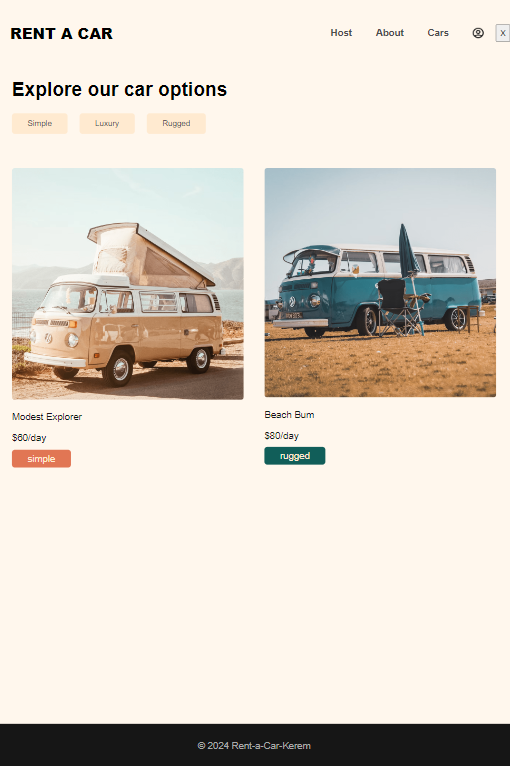 RENT A CAR
Host About Cars X
Explore our car options
Simple Luxury Rugged
Modest Explorer
$60/day
simple
Beach Bum
$80/day
rugged
© 2024 Rent-a-Car-Kerem